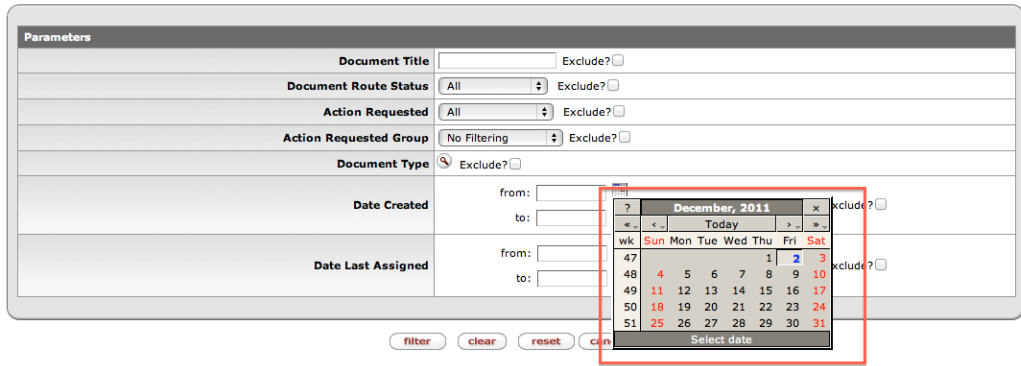 Parameters
Document Title Exclude?
Document Route Status All Exclude?
Action Requested All Exclude?
Action Requested Group No Filtering Exclude?
Document Type Exclude?
Date Created from:
to: xclude?
Date Last Assigned from:
to: xclude?
? December, 2011 ×
« ‹ Today › »
wk Sun Mon Tue Wed Thu Fri Sat
47 1 2 3
48 4 5 6 7 8 9 10
49 11 12 13 14 15 16 17
50 18 19 20 21 22 23 24
51 25 26 27 28 29 30 31
Select date
filter clear reset can